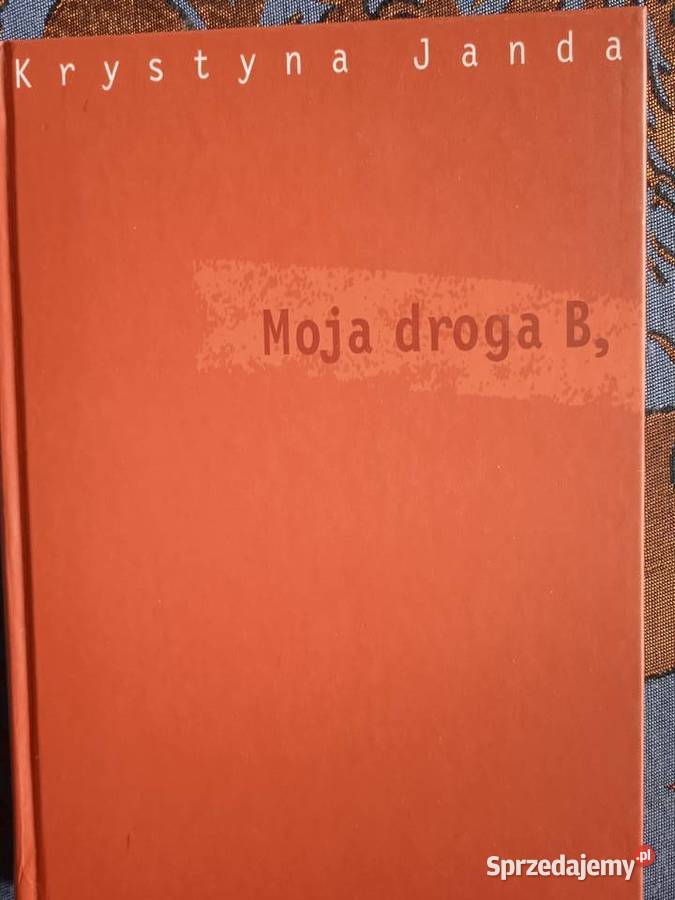 Krystyna Janda
Moja droga B,
Sprzedajemy.pl